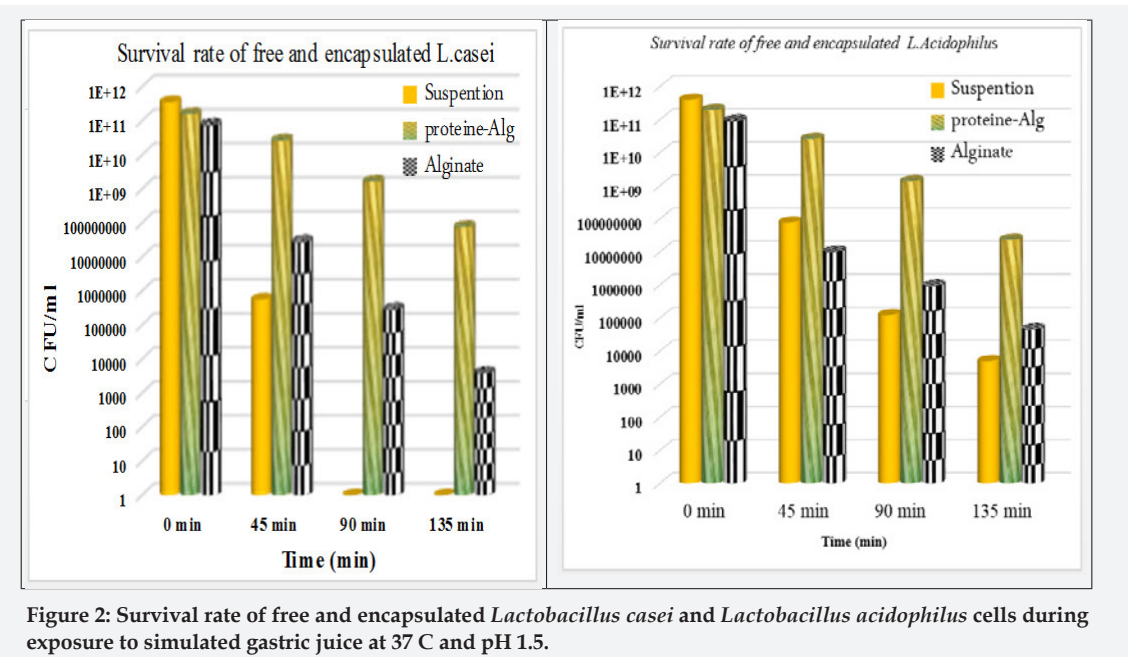 Survival rate of free and encapsulated L.casei
Suspention
proteine-Alg
Alginate
1E+12
1E+11
1E+10
1E+09
100000000
10000000
1000000
100000
10000
1000
100
10
1
CFU/ml
0 min
45 min
90 min
135 min
Time (min)
Survival rate of free and encapsulated L.Acidophilus
Suspention
proteine-Alg
Alginate
1E+12
1E+11
1E+10
1E+09
100000000
10000000
1000000
100000
10000
1000
100
10
1
CFU/ml
0 min
45 min
90 min
135 min
Time (min)
Figure 2: Survival rate of free and encapsulated Lactobacillus casei and Lactobacillus acidophilus cells during
exposure to simulated gastric juice at 37 C and pH 1.5.